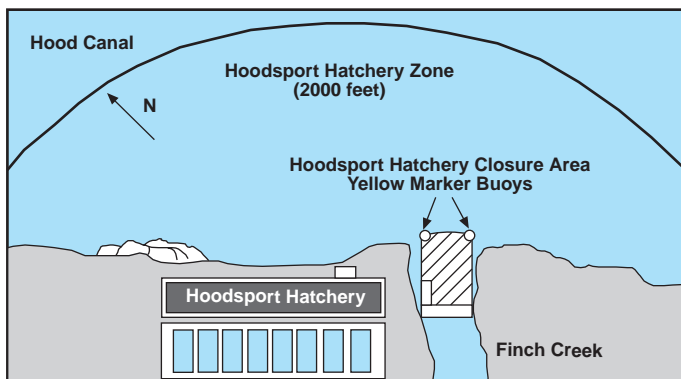 Hood Canal
Hoodsport Hatchery Zone
(2000 feet)
N
Hoodsport Hatchery Closure Area
Yellow Marker Buoys
Hoodsport Hatchery
Finch Creek